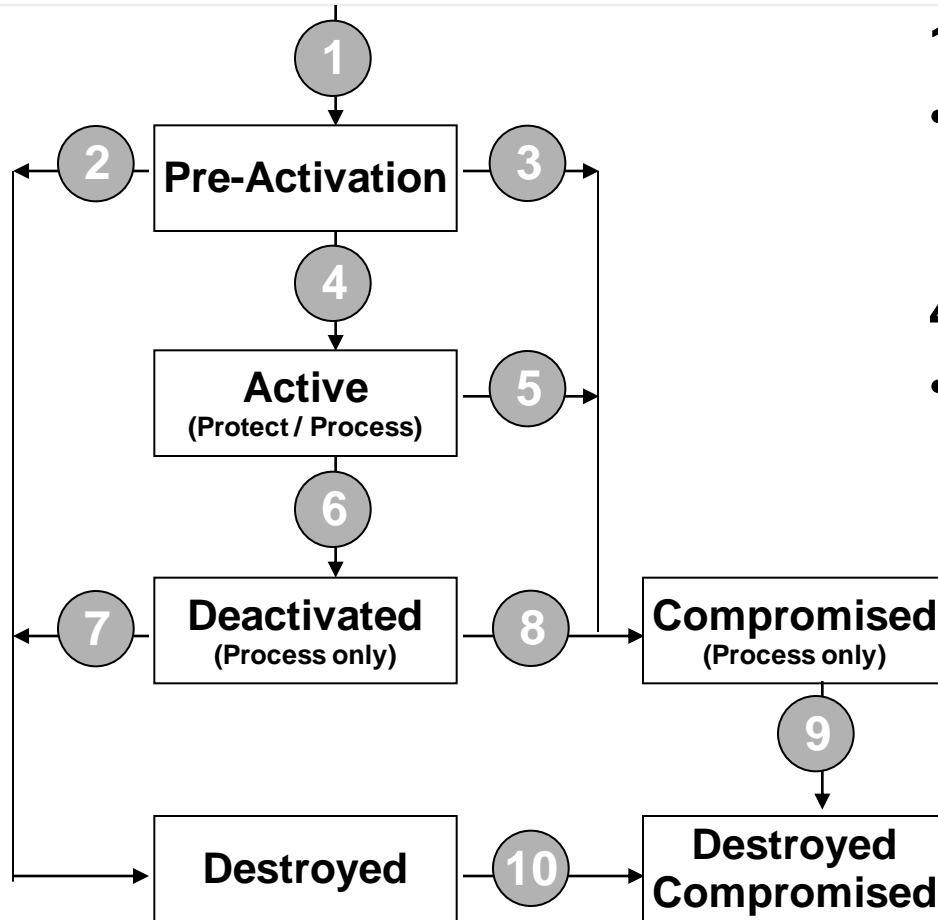 1
2
Pre-Activation
3
4
Active
(Protect / Process)
5
6
7
Deactivated
(Process only)
8
Compromised
(Process only)
9
Destroyed
10
Destroyed
Compromised